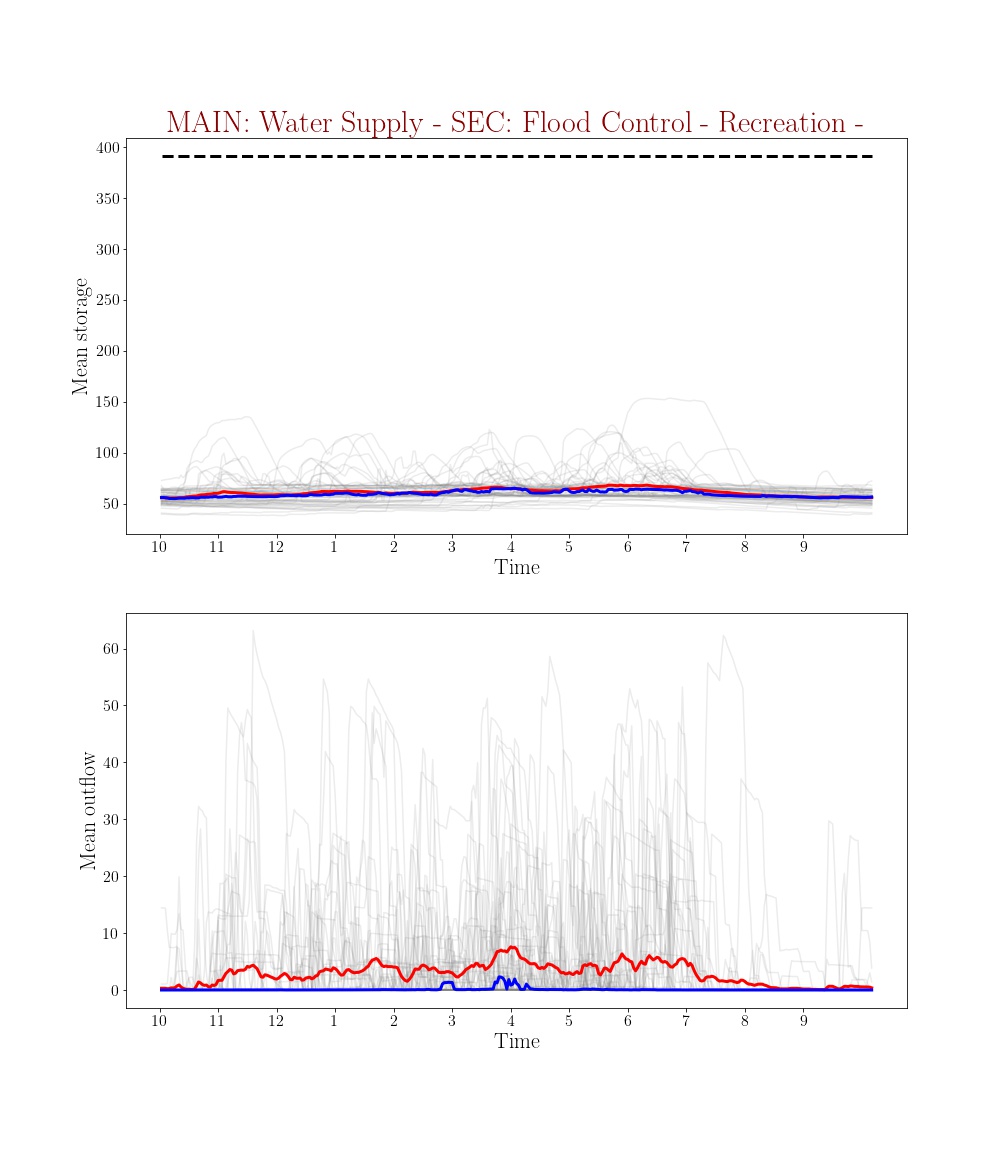 MAIN: Water Supply - SEC: Flood Control - Recreation -
400
350
300
250
200
150
100
50
Mean storage
10 11 12 1 2 3 4 5 6 7 8 9
Time
60
50
40
30
20
10
0
Mean outflow
10 11 12 1 2 3 4 5 6 7 8 9
Time